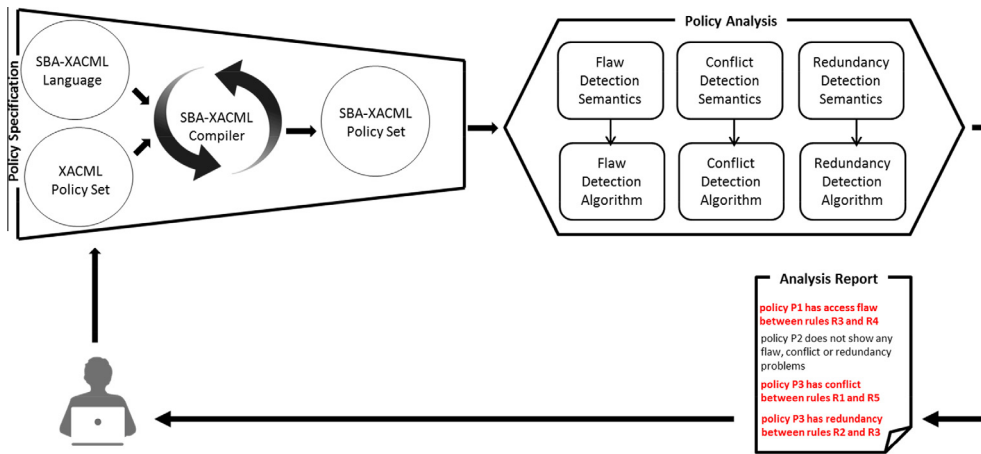 Policy Specification
SBA-XACML
Language
XACML
Policy Set
SBA-XACML
Compiler
SBA-XACML
Policy Set
Policy Analysis
Flaw
Detection
Semantics
Conflict
Detection
Semantics
Redundancy
Detection
Semantics
Flaw
Detection
Algorithm
Conflict
Detection
Algorithm
Redundancy
Detection
Algorithm
Analysis Report
policy P1 has access flaw
between rules R3 and R4
policy P2 does not show any
flaw, conflict or redundancy
problems
policy P3 has conflict
between rules R1 and R5
policy P3 has redundancy
between rules R2 and R3